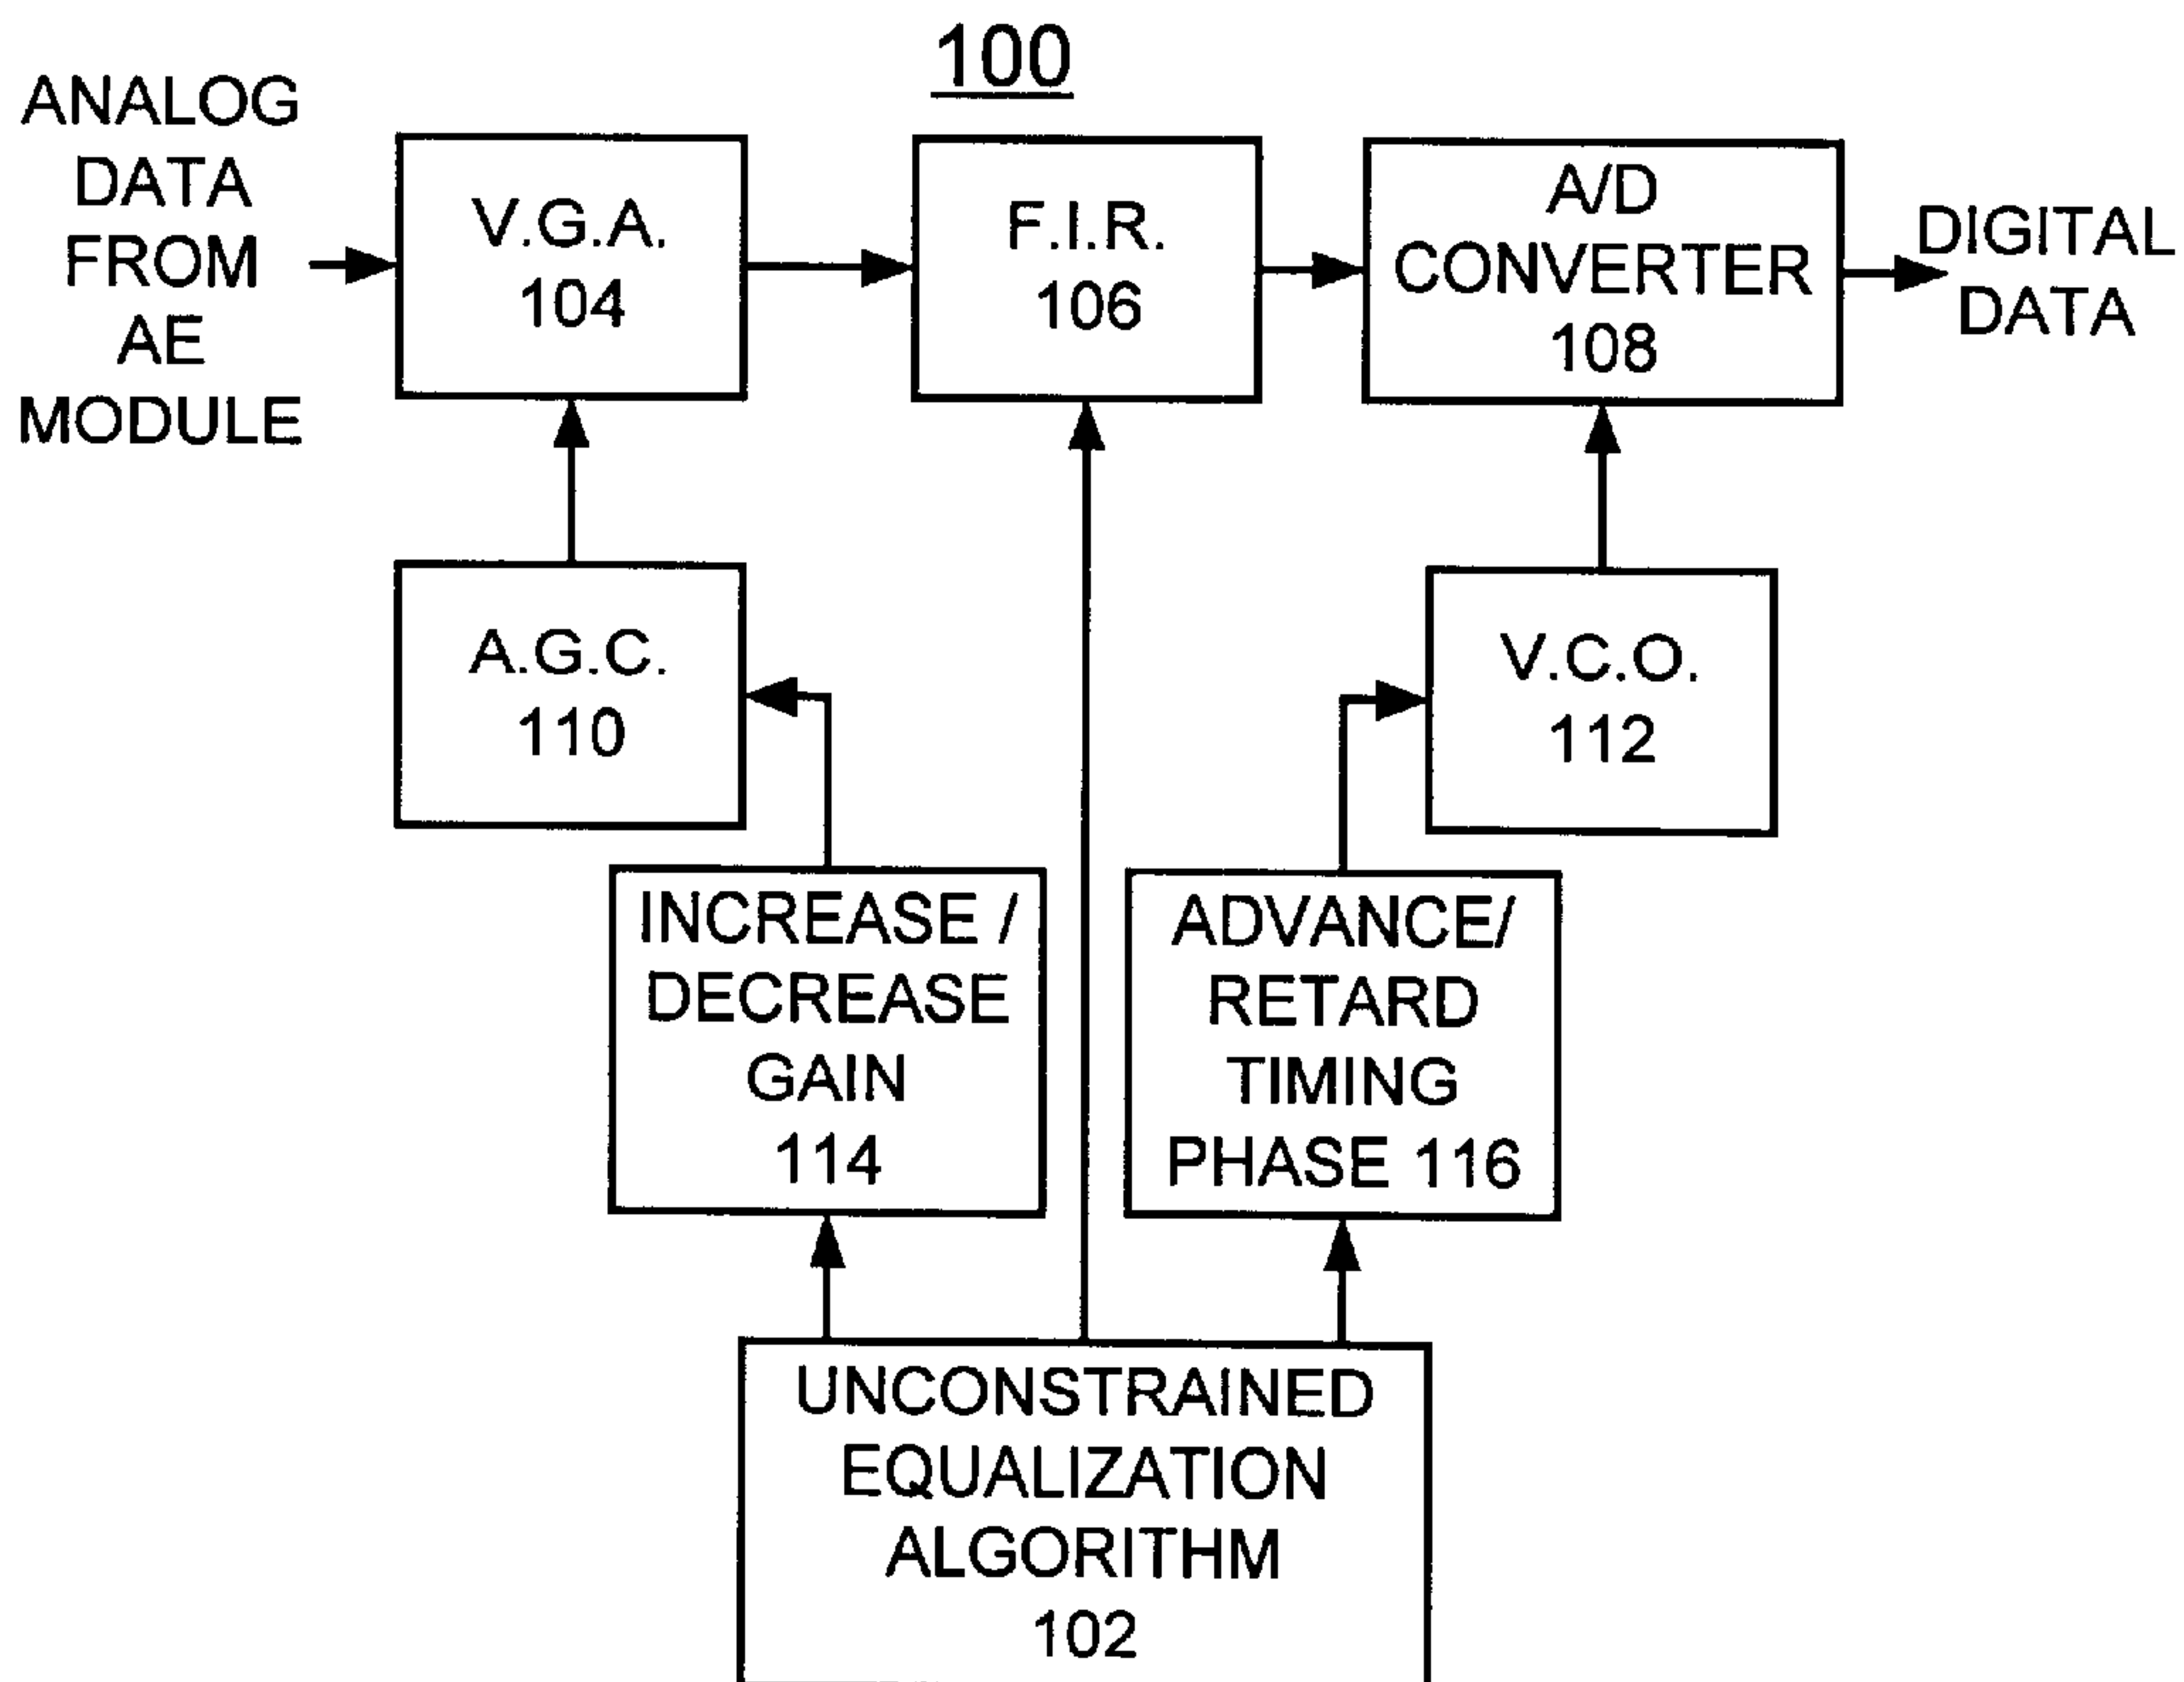 100
ANALOG
DATA
FROM
AE
MODULE
V.G.A.
104
F.I.R.
106
A/D
CONVERTER
108
DIGITAL
DATA
A.G.C.
110
V.C.O.
112
INCREASE /
DECREASE
GAIN
114
ADVANCE/
RETARD
TIMING
PHASE 116
UNCONSTRAINED
EQUALIZATION
ALGORITHM
102